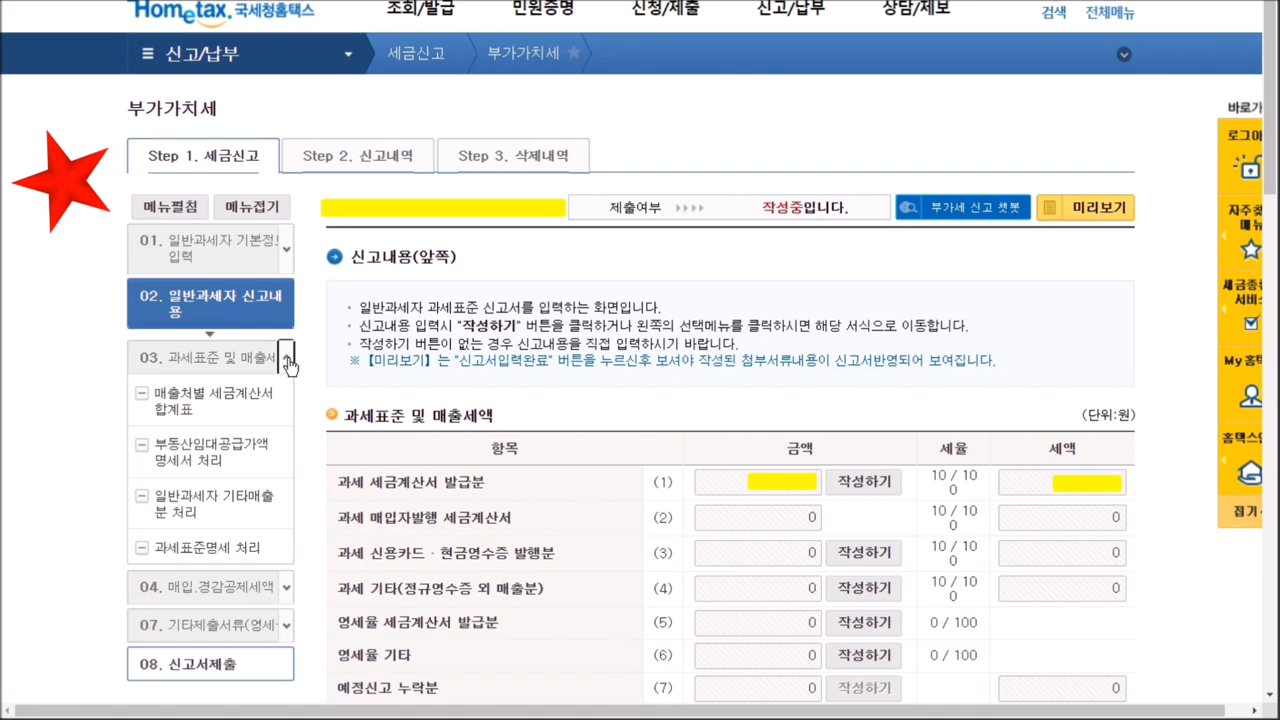 Hometax. 국세청홈택스
조회/발급 민원증명 신청/제출 신고/납부 상담/제보 검색 전체메뉴
신고/납부 세금신고 부가가치세
부가가치세
Step 1. 세금신고 Step 2. 신고내역 Step 3. 삭제내역
메뉴펼침 메뉴접기
제출여부 작성중입니다. 부가세 신고 챗봇 미리보기
01. 일반과세자 기본정보
입력
02. 일반과세자 신고내
용
03. 과세표준 및 매출세
매출처별 세금계산서
합계표
부동산임대공급가액
명세서 처리
일반과세자 기타매출
분 처리
과세표준명세 처리
04. 매입.경감공제세액
07. 기타제출서류(영세
08. 신고서제출
신고내용(앞쪽)
· 일반과세자 과세표준 신고서를 입력하는 화면입니다.
· 신고내용 입력시 "작성하기" 버튼을 클릭하거나 왼쪽의 선택메뉴를 클릭하시면 해당 서식으로 이동합니다.
· 작성하기 버튼이 없는 경우 신고내용을 직접 입력하시기 바랍니다.
※【미리보기】는 "신고서입력완료" 버튼을 누르신후 보셔야 작성된 첨부서류내용이 신고서반영되어 보여집니다.
과세표준 및 매출세액 (단위:원)
항목 금액 세율 세액
과세 세금계산서 발급분 (1) 작성하기 10 / 10
0
과세 매입자발행 세금계산서 (2) 0 10 / 10
0 0
과세 신용카드 · 현금영수증 발행분 (3) 0 작성하기 10 / 10
0 0
과세 기타(정규영수증 외 매출분) (4) 0 작성하기 10 / 10
0 0
영세율 세금계산서 발급분 (5) 0 작성하기 0 / 100
영세율 기타 (6) 0 작성하기 0 / 100
예정신고 누락분 (7) 0 작성하기 0
바로가
로그아
자주찾
메뉴
세금종
서비스
My 홈
홈택스인
접기